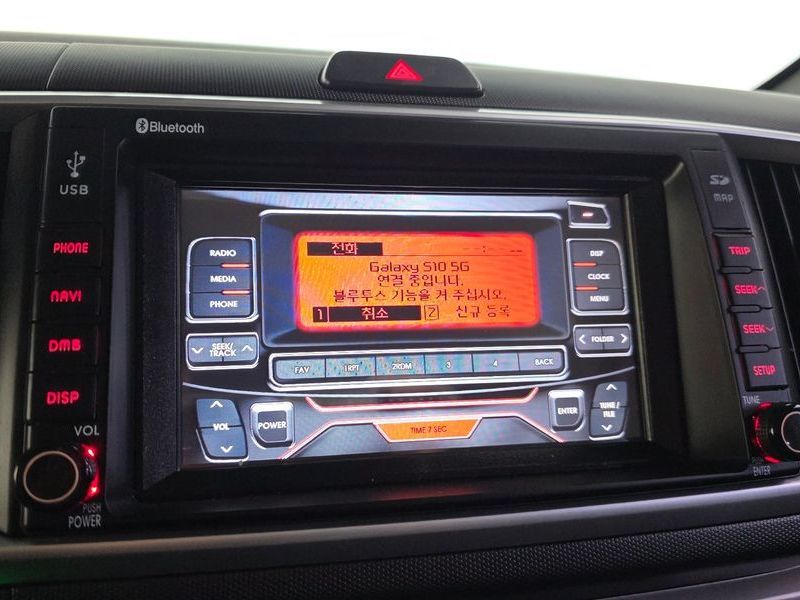 Bluetooth
USB
PHONE
NAVI
DMB
DISP
VOL
PUSH
POWER
RADIO
MEDIA
PHONE
SEEK/
TRACK
VOL
POWER
전화
Galaxy S10 5G
연결 중입니다.
블루투스 기능을 켜 주십시오.
1 취소 2 신규 등록
FAV 1RPT 2RDM 3 4 BACK
TIME 7 SEC
DISP
CLOCK
MENU
FOLDER
ENTER
TUNE /
FILE
SD
MAP
TRIP
SEEK
SEEK
SETUP
TUNE
PUSH
ENTER